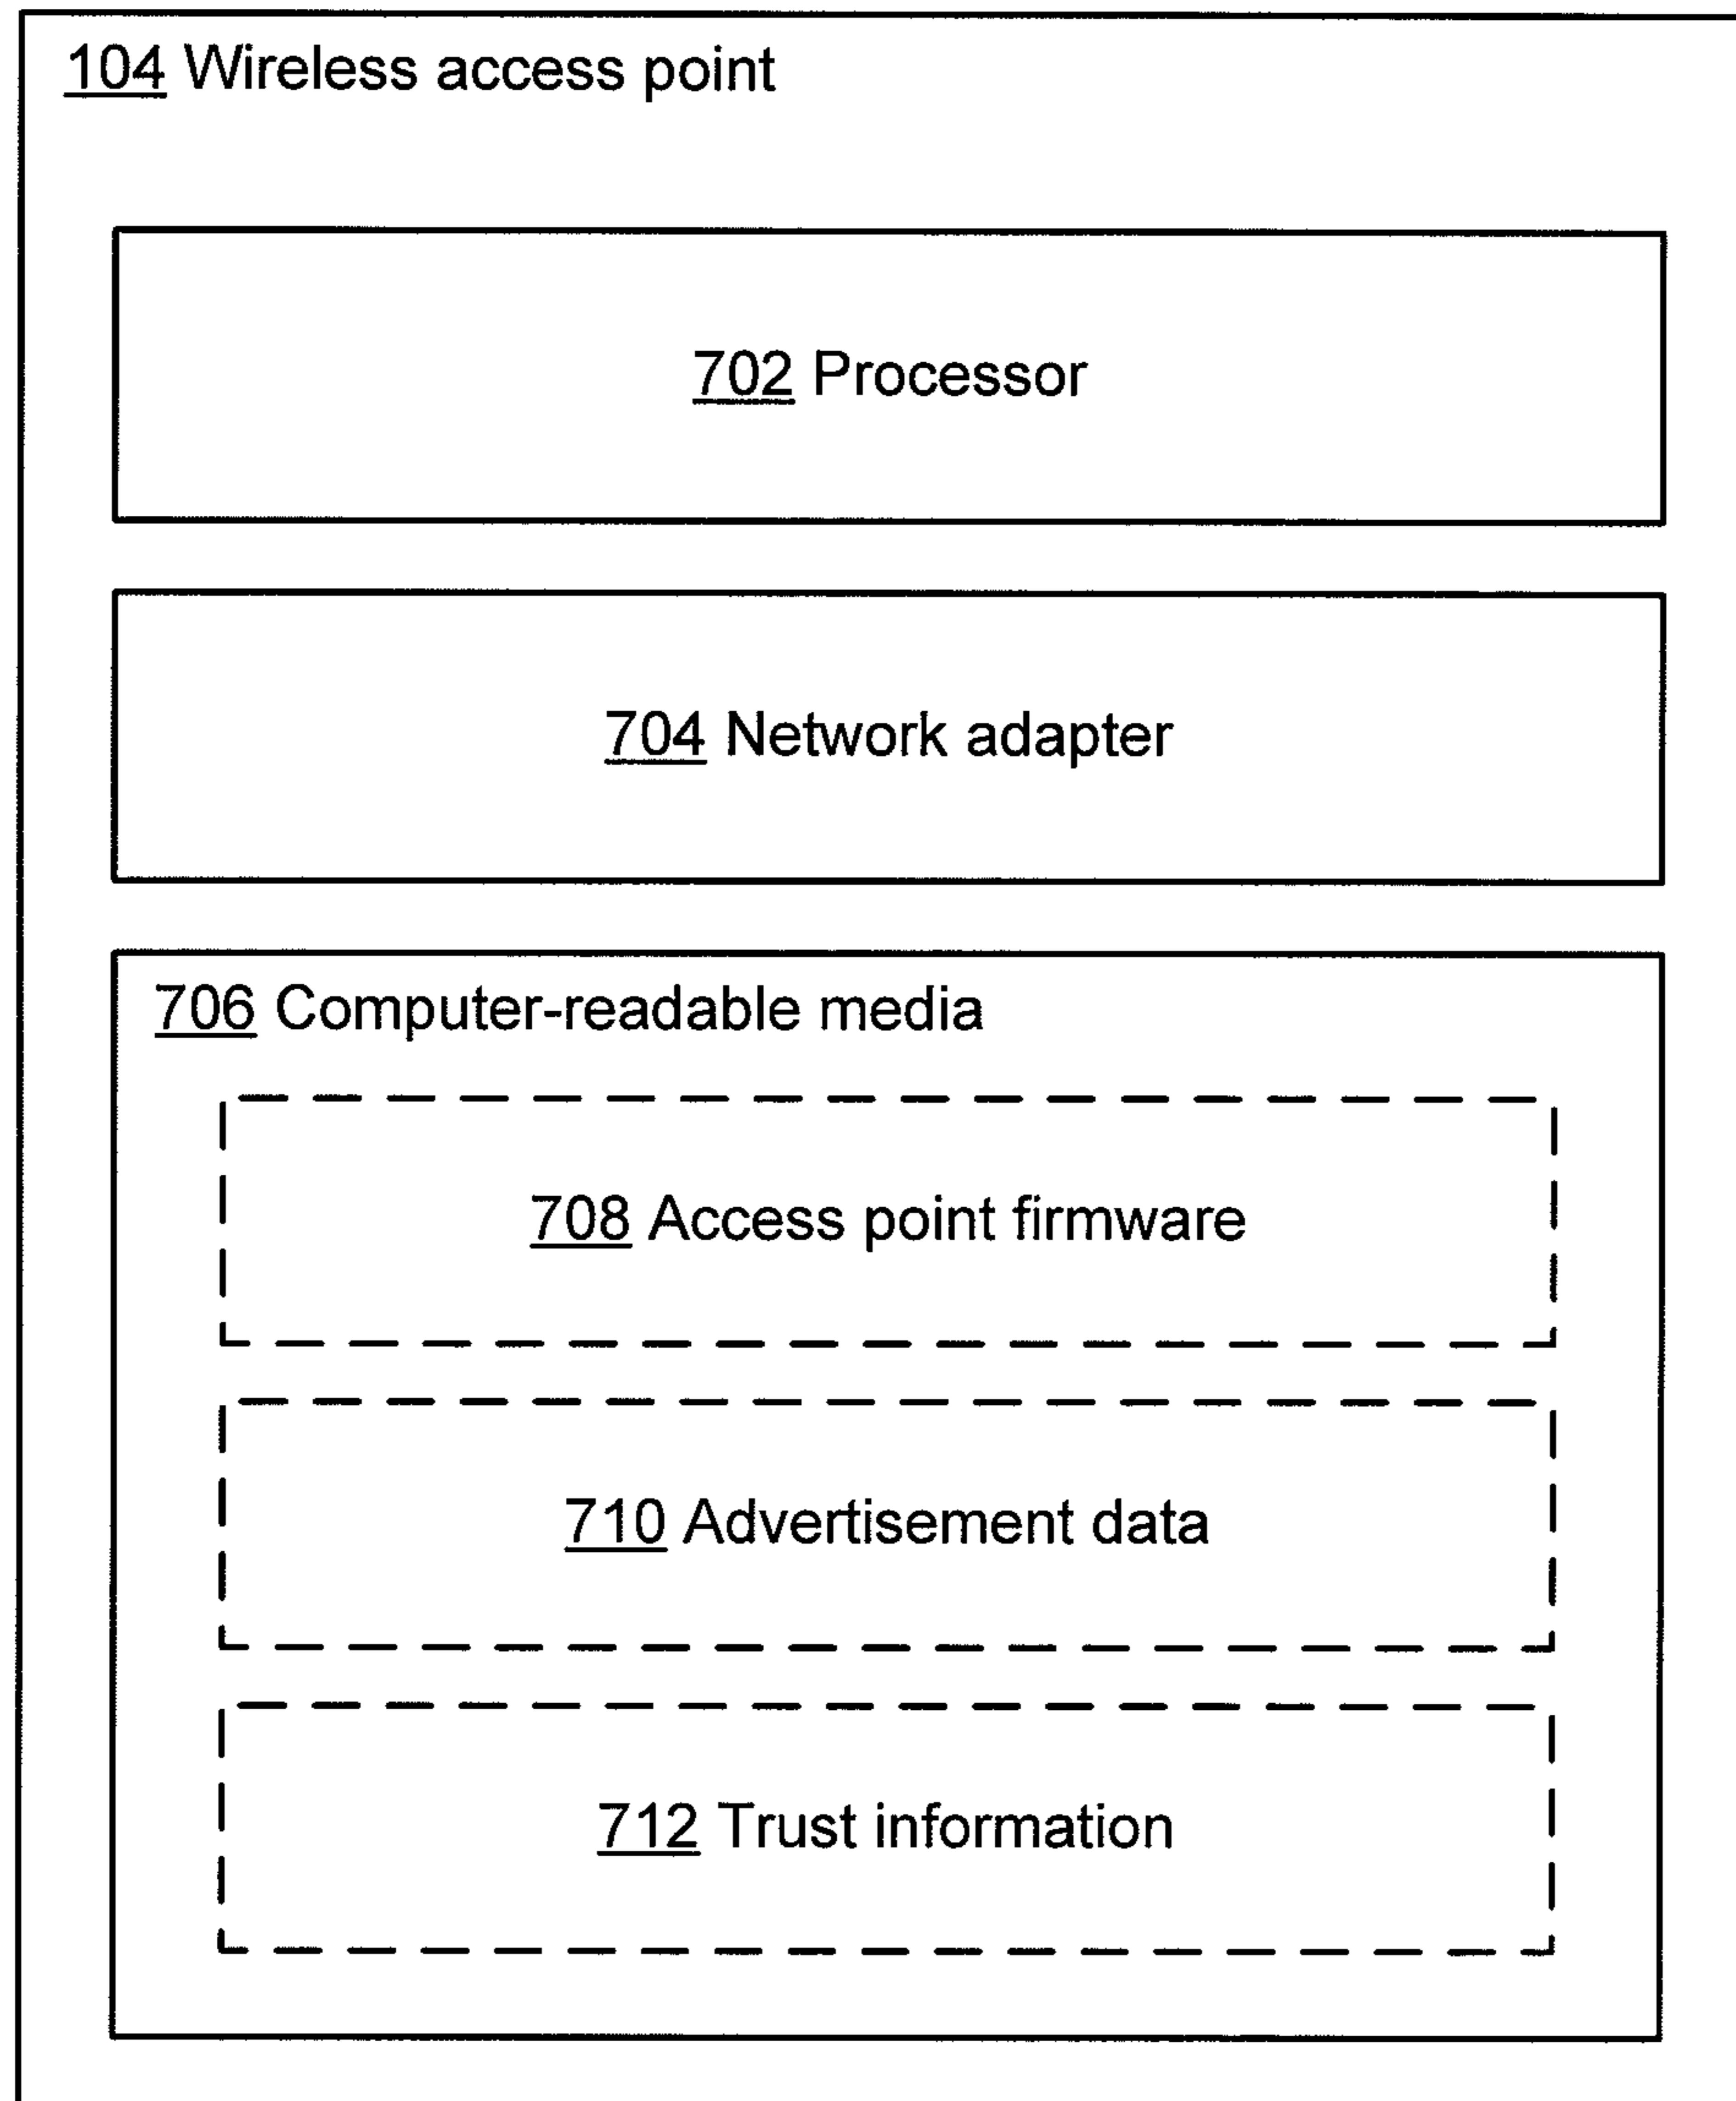 104 Wireless access point
702 Processor
704 Network adapter
706 Computer-readable media
708 Access point firmware
710 Advertisement data
712 Trust information